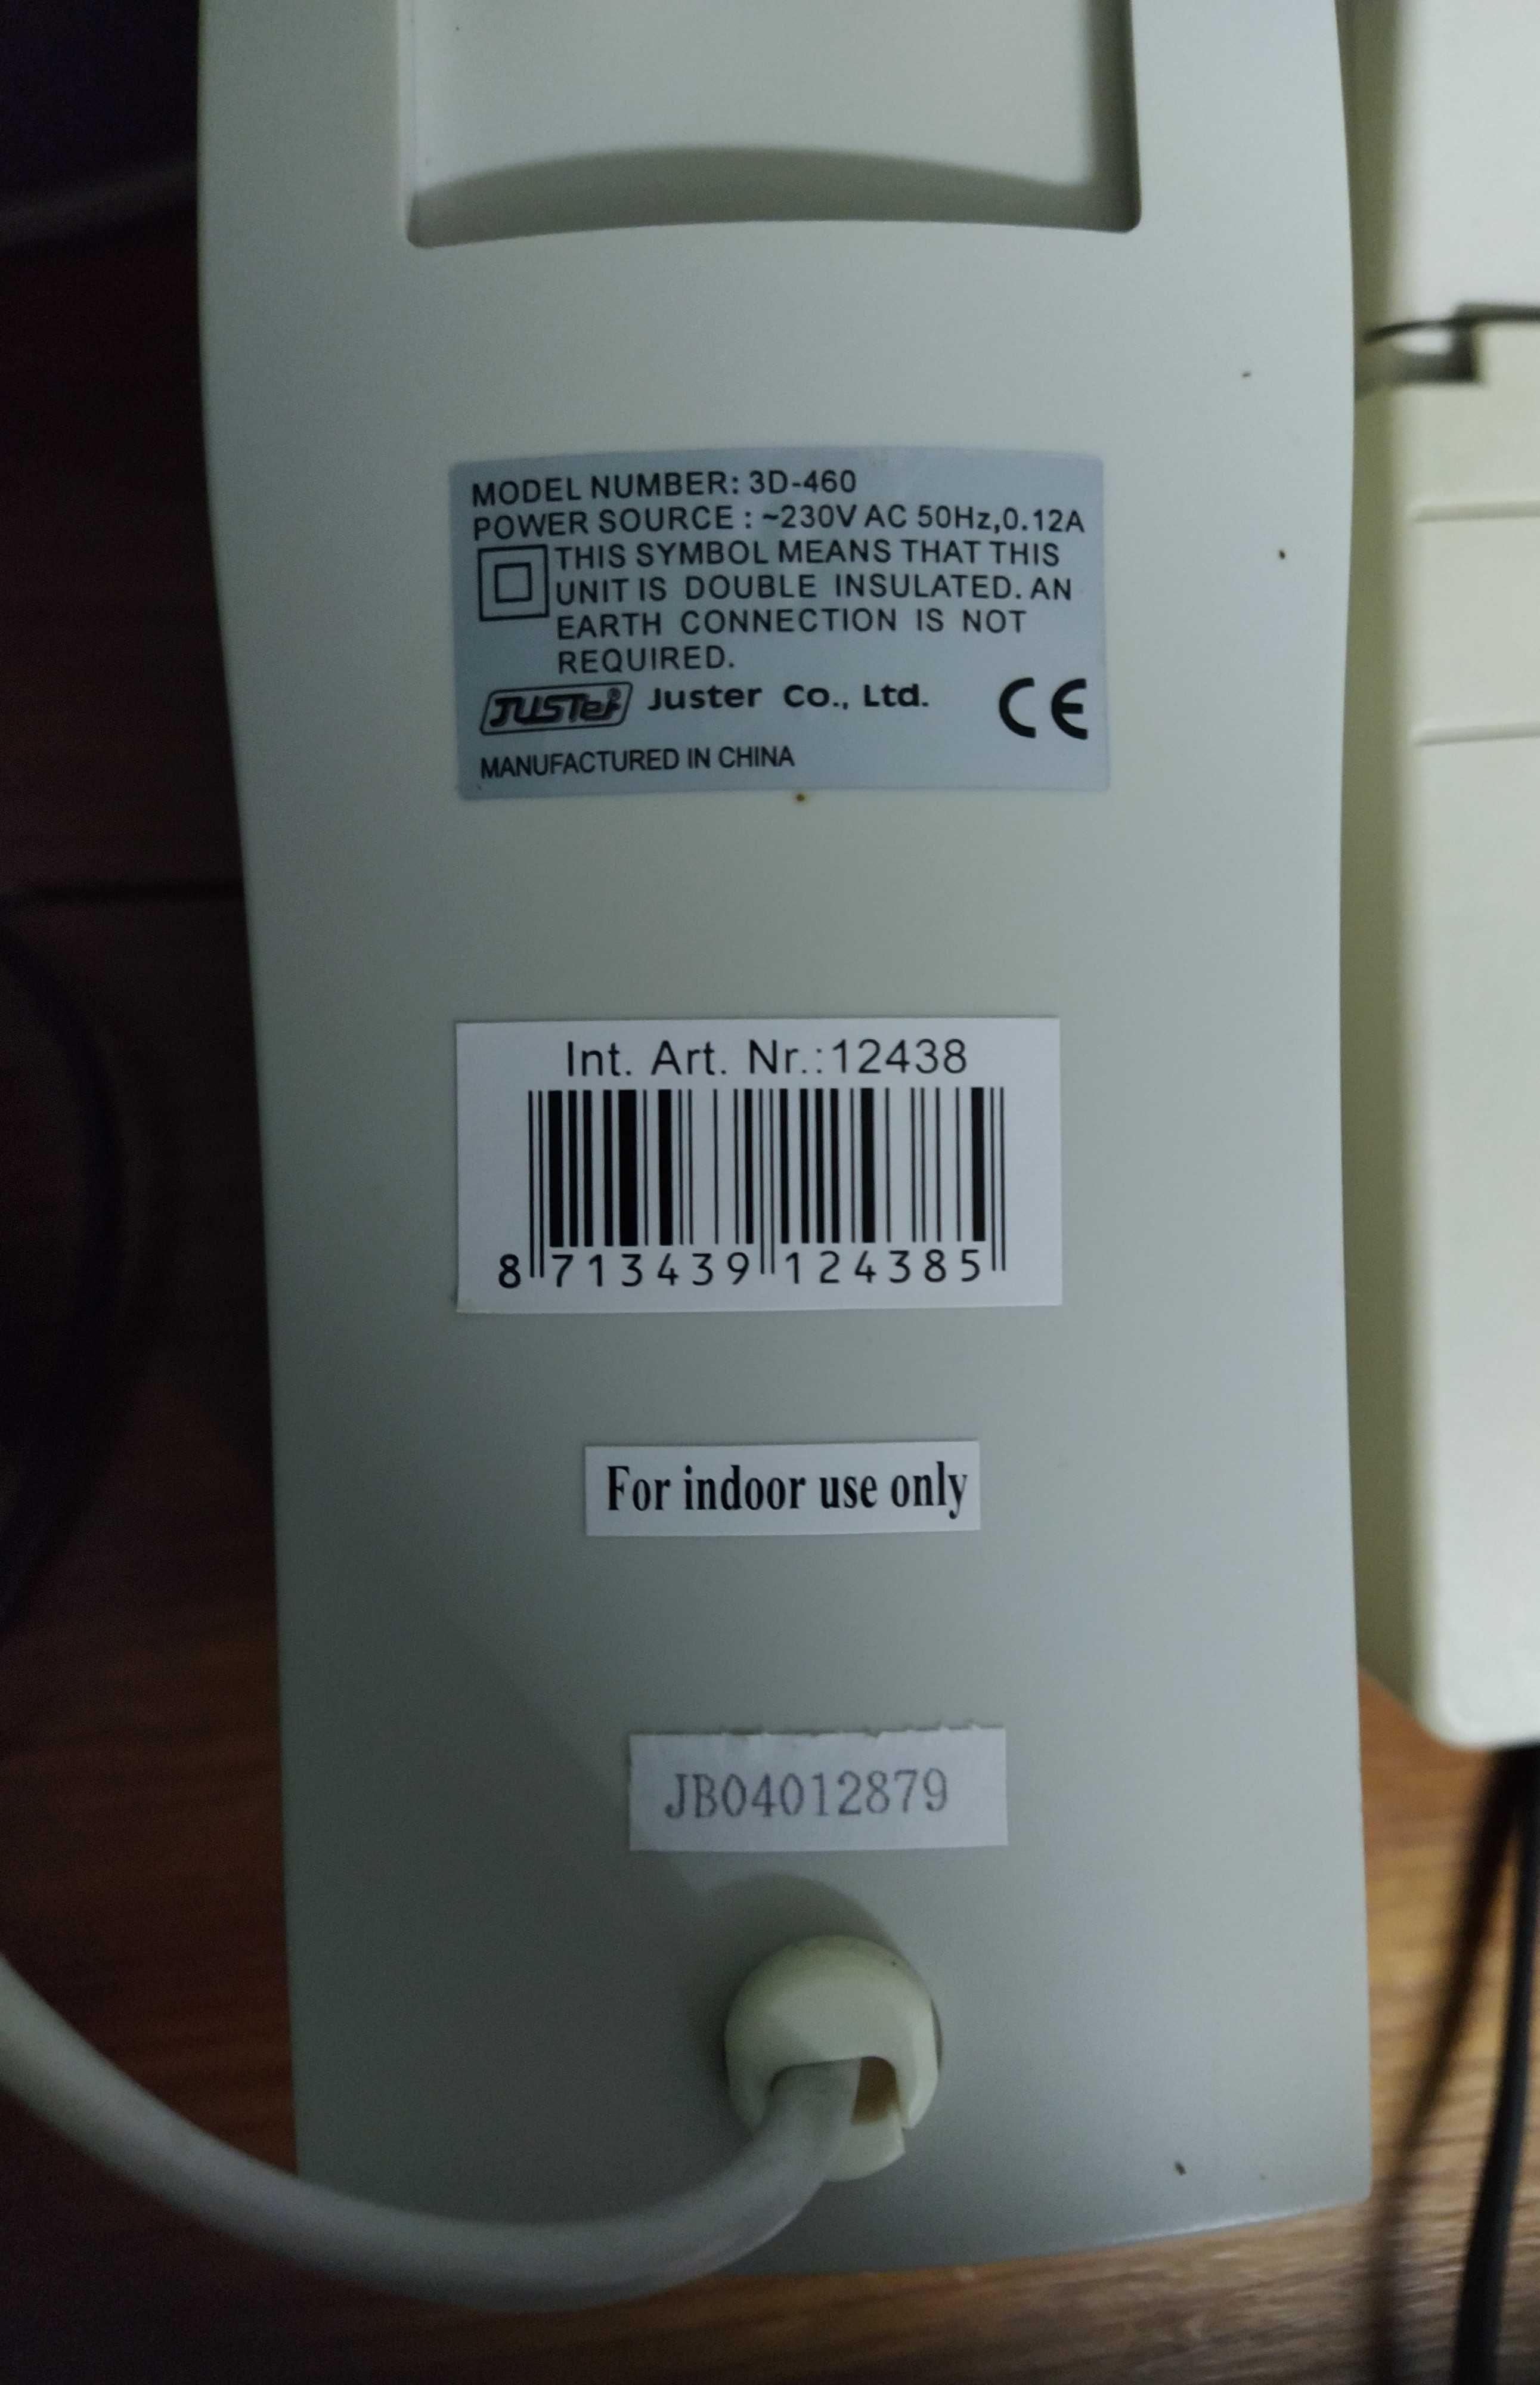 MODEL NUMBER: 3D-460
POWER SOURCE : ~230V AC 50Hz,0.12A
THIS SYMBOL MEANS THAT THIS
UNIT IS DOUBLE INSULATED. AN
EARTH CONNECTION IS NOT
REQUIRED.
JUSTer® Juster Co., Ltd. CE
MANUFACTURED IN CHINA
Int. Art. Nr.:12438
8 713439 124385
For indoor use only
JB04012879